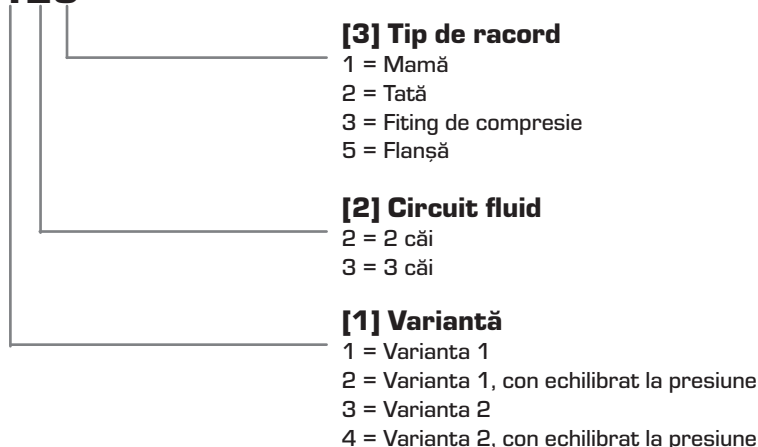 [3] Tip de racord
1 = Mamă
2 = Tată
3 = Fiting de compresie
5 = Flanșă
[2] Circuit fluid
2 = 2 căi
3 = 3 căi
[1] Variantă
1 = Varianta 1
2 = Varianta 1, con echilibrat la presiune
3 = Varianta 2
4 = Varianta 2, con echilibrat la presiune